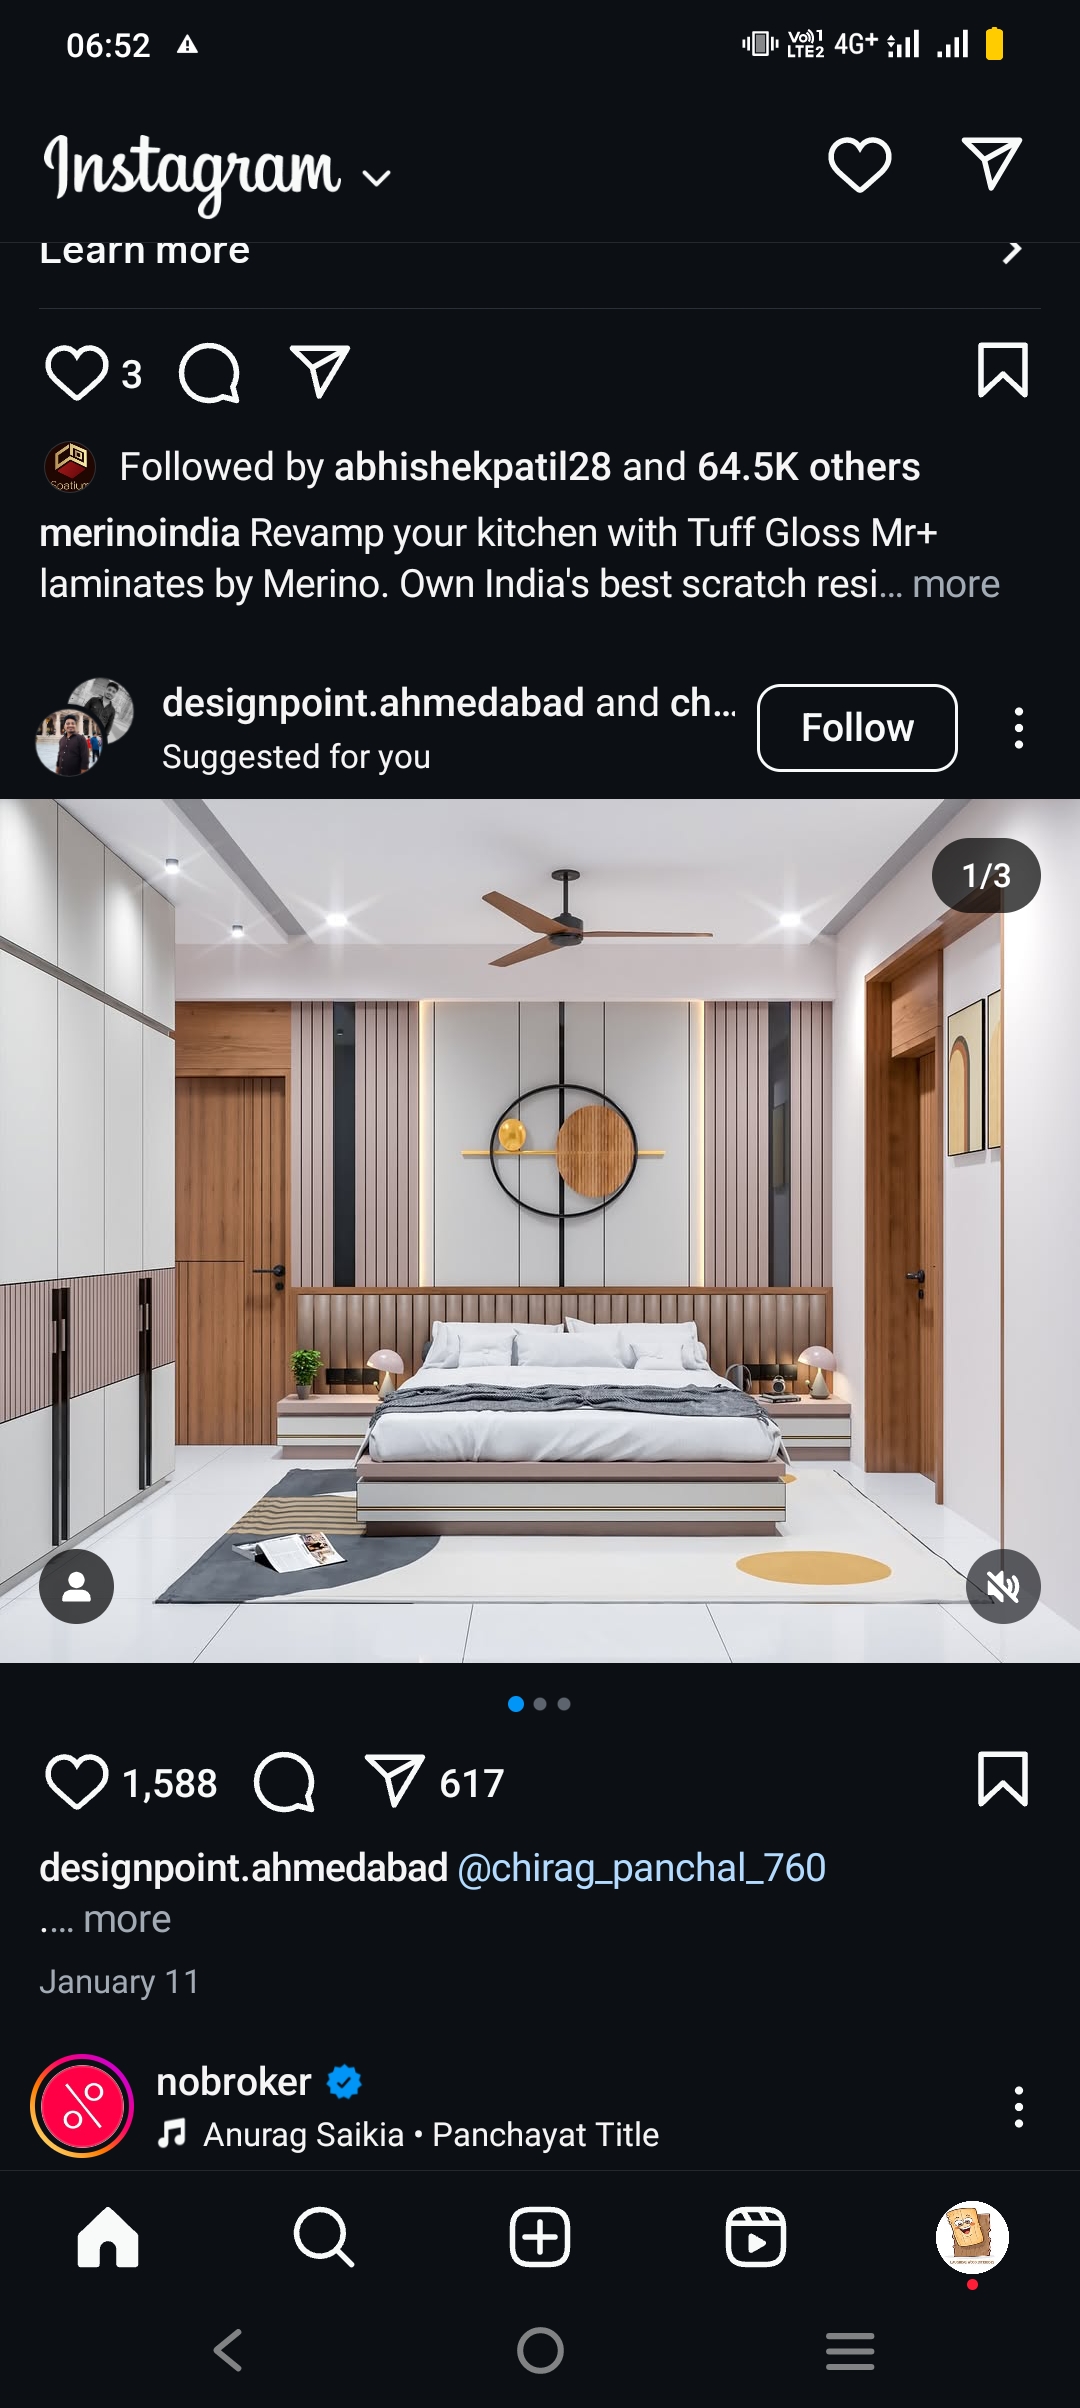 06:52
Vo)) 1
LTE2
4G+
Instagram
Learn more
3
Followed by abhishekpatil28 and 64.5K others
merinoindia Revamp your kitchen with Tuff Gloss Mr+
laminates by Merino. Own India's best scratch resi... more
designpoint.ahmedabad and ch...
Suggested for you
Follow
1/3
1,588
617
designpoint.ahmedabad @chirag_panchal_760
.... more
January 11
nobroker
Anurag Saikia • Panchayat Title